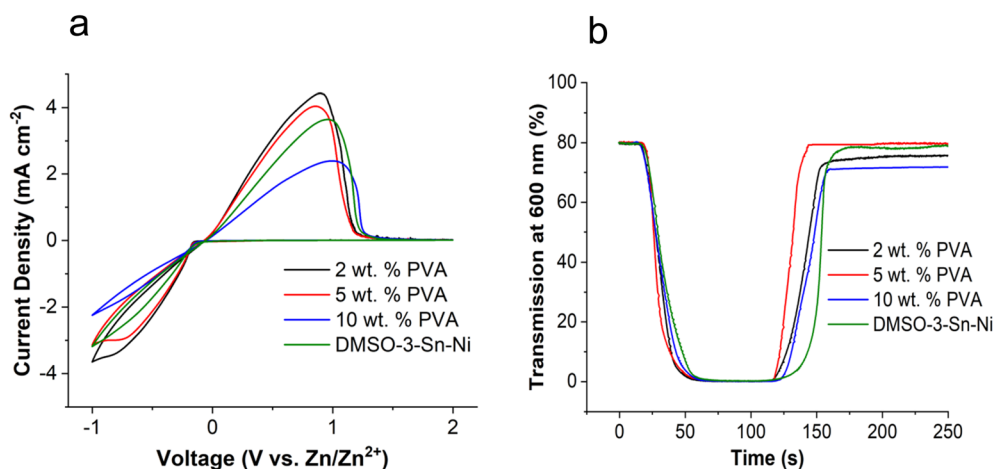 a
Current Density (mA cm⁻²)
4
2
0
-2
-4
2 wt. % PVA
5 wt. % PVA
10 wt. % PVA
DMSO-3-Sn-Ni
-1
0
1
2
Voltage (V vs. Zn/Zn²⁺)
b
Transmission at 600 nm (%)
100
80
60
40
20
0
2 wt. % PVA
5 wt. % PVA
10 wt. % PVA
DMSO-3-Sn-Ni
0
50
100
150
200
250
Time (s)